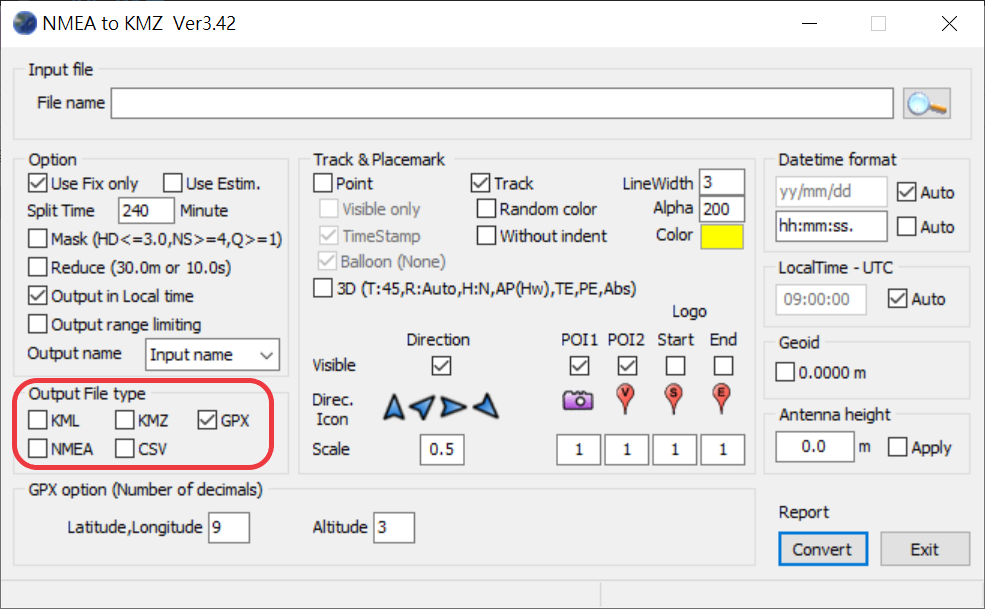 NMEA to KMZ Ver3.42
Input file
File name
Option
Use Fix only Use Estim.
Split Time 240 Minute
Mask (HD<=3.0,NS>=4,Q>=1)
Reduce (30.0m or 10.0s)
Output in Local time
Output range limiting
Output name Input name
Output File type
KML KMZ GPX
NMEA CSV
Track & Placemark
Point Track LineWidth 3
Visible only Random color Alpha 200
TimeStamp Without indent Color
Balloon (None)
3D (T:45,R:Auto,H:N,AP(Hw),TE,PE,Abs)
Logo
Direction POI1 POI2 Start End
Visible
Direc.
Icon
V S E
Scale 0.5 1 1 1 1
Datetime format
yy/mm/dd Auto
hh:mm:ss. Auto
LocalTime - UTC
09:00:00 Auto
Geoid
0.0000 m
Antenna height
0.0 m Apply
GPX option (Number of decimals)
Latitude,Longitude 9 Altitude 3
Report
Convert Exit